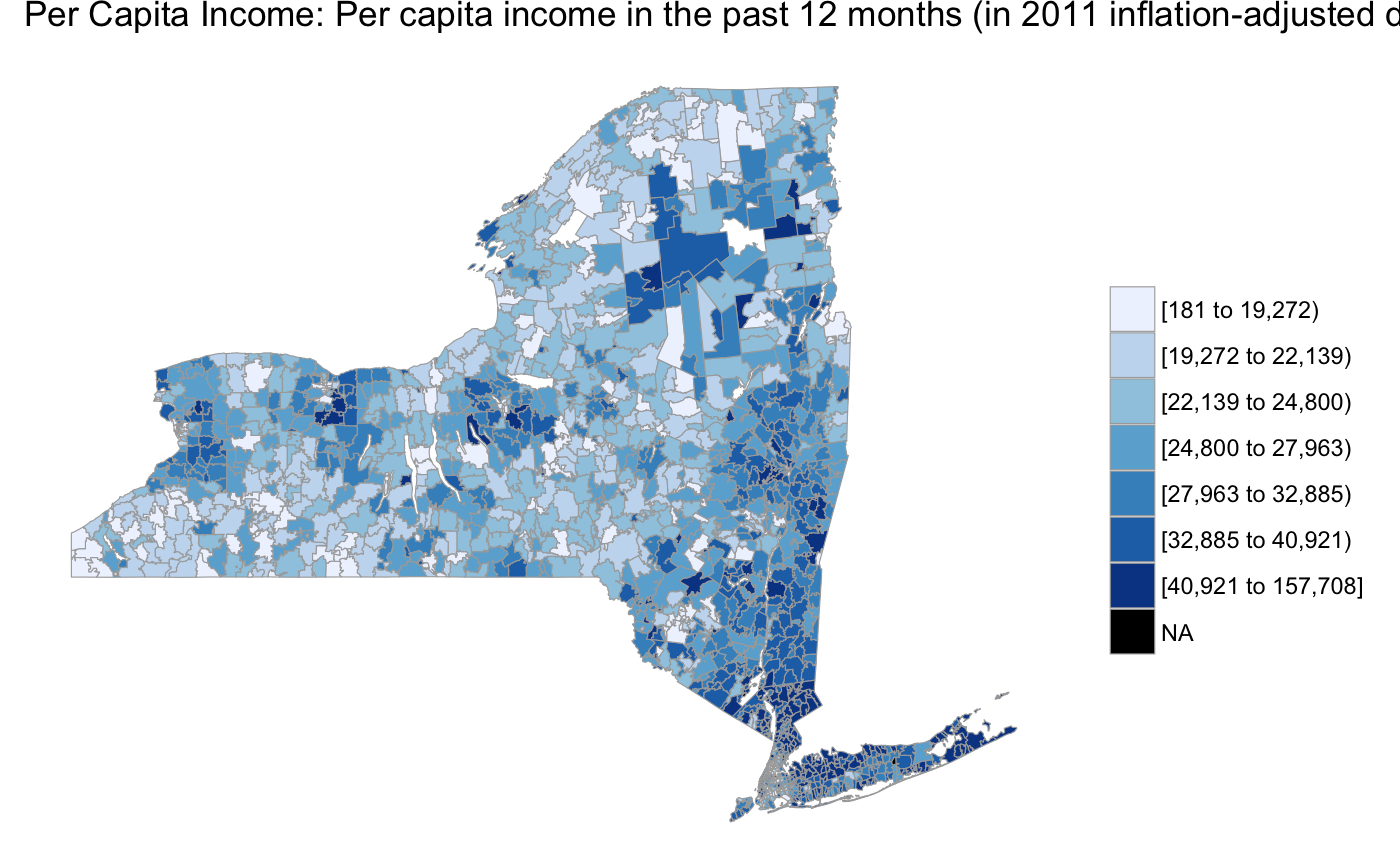 Per Capita Income: Per capita income in the past 12 months (in 2011 inflation-adjusted d
[181 to 19,272)
[19,272 to 22,139)
[22,139 to 24,800)
[24,800 to 27,963)
[27,963 to 32,885)
[32,885 to 40,921)
[40,921 to 157,708]
NA